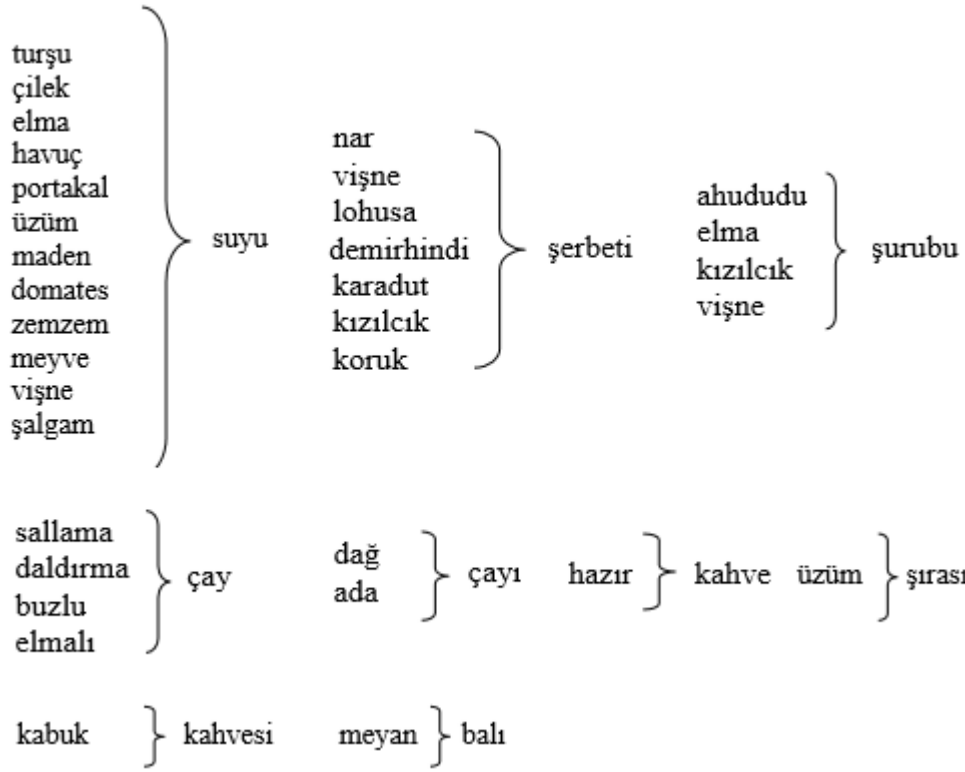 turşu
çilek
elma
havuç
portakal
üzüm
maden
domates
zemzem
meyve
vişne
şalgam
suyu
nar
vişne
lohusa
demirhindi
karadut
kızılcık
koruk
şerbeti
ahududu
elma
kızılcık
vişne
şurubu
sallama
daldırma
buzlu
elmalı
çay
dağ
ada
çayı
hazır
kahve
üzüm
şırası
kabuk
kahvesi
meyan
balı